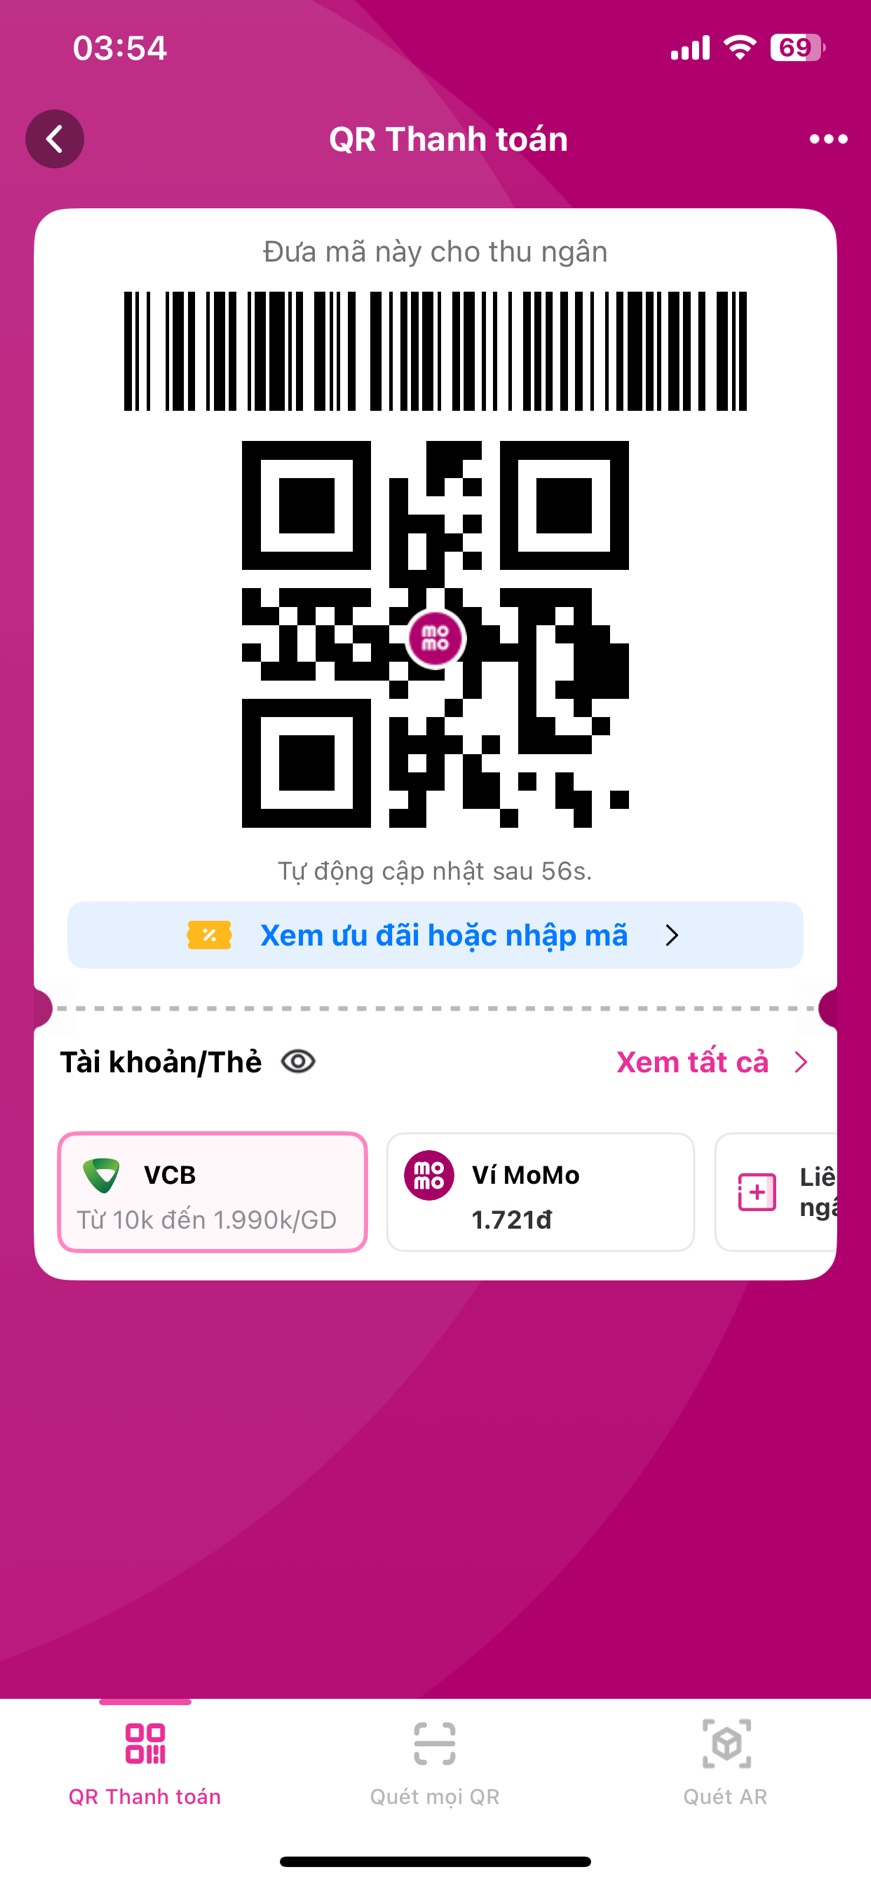 03:54
69
QR Thanh toán
Đưa mã này cho thu ngân
mo
mo
Tự động cập nhật sau 56s.
Xem ưu đãi hoặc nhập mã
Tài khoản/Thẻ
Xem tất cả
VCB
Từ 10k đến 1.990k/GD
mo
mo
Ví MoMo
1.721đ
Liê
ngâ
QR Thanh toán
Quét mọi QR
Quét AR